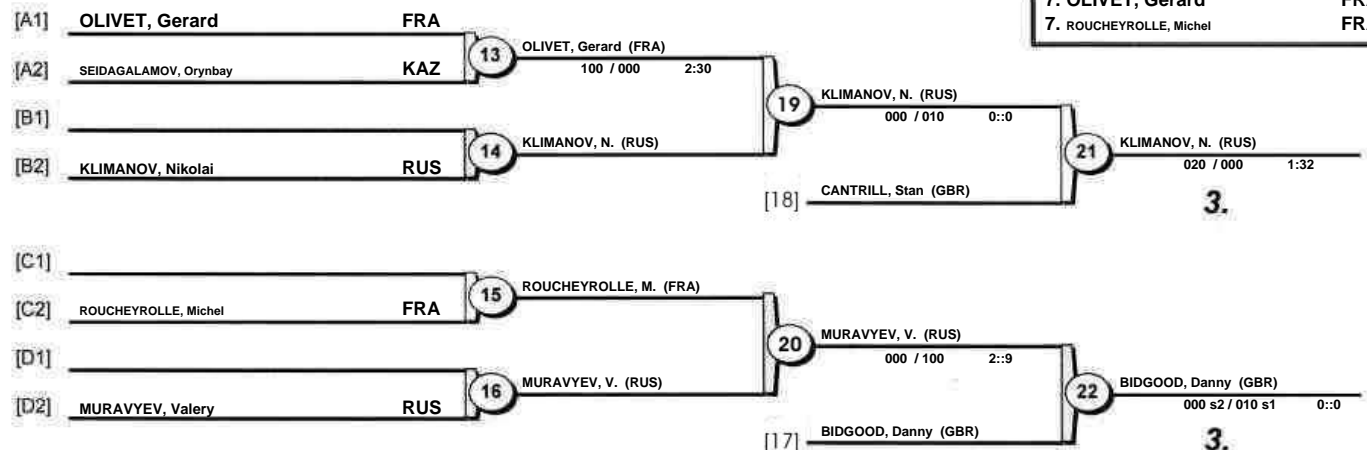 7. OLIVET, Gerard FR
7. ROUCHEYROLLE, Michel FR
[A1] OLIVET, Gerard FRA
13 OLIVET, Gerard (FRA)
[A2] SEIDAGALAMOV, Orynbay KAZ
100 / 000 2:30
19 KLIMANOV, N. (RUS)
000 / 010 0::0
[B1]
14 KLIMANOV, N. (RUS)
[B2] KLIMANOV, Nikolai RUS
21 KLIMANOV, N. (RUS)
020 / 000 1:32
[18] CANTRILL, Stan (GBR)
3.
[C1]
15 ROUCHEYROLLE, M. (FRA)
[C2] ROUCHEYROLLE, Michel FRA
20 MURAVYEV, V. (RUS)
000 / 100 2::9
[D1]
16 MURAVYEV, V. (RUS)
[D2] MURAVYEV, Valery RUS
22 BIDGOOD, Danny (GBR)
000 s2 / 010 s1 0::0
[17] BIDGOOD, Danny (GBR)
3.